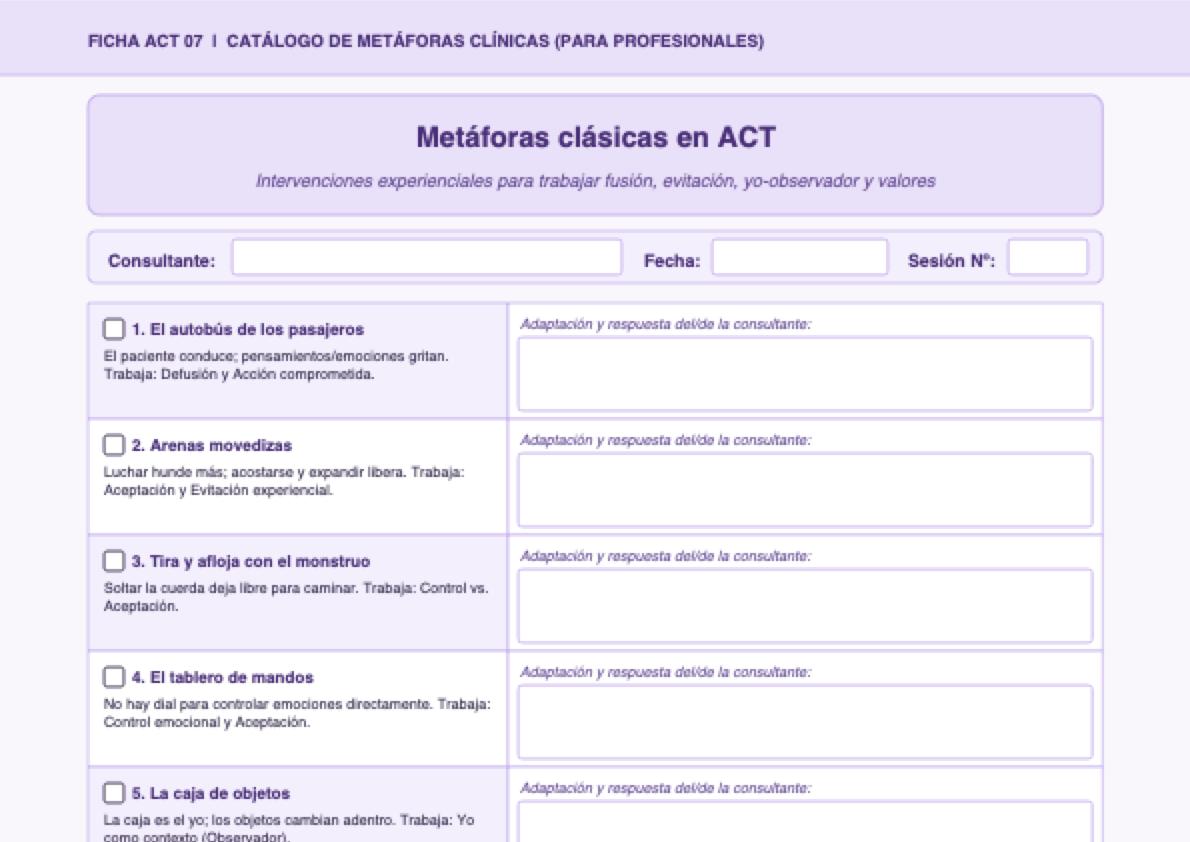 FICHA ACT 07 | CATÁLOGO DE METÁFORAS CLÍNICAS (PARA PROFESIONALES)
Metáforas clásicas en ACT
Intervenciones experienciales para trabajar fusión, evitación, yo-observador y valores
Consultante: Fecha: Sesión Nº:
1. El autobús de los pasajeros
El paciente conduce; pensamientos/emociones gritan.
Trabaja: Defusión y Acción comprometida.
Adaptación y respuesta del/de la consultante:
2. Arenas movedizas
Luchar hunde más; acostarse y expandir libera. Trabaja:
Aceptación y Evitación experiencial.
Adaptación y respuesta del/de la consultante:
3. Tira y afloja con el monstruo
Soltar la cuerda deja libre para caminar. Trabaja: Control vs.
Aceptación.
Adaptación y respuesta del/de la consultante:
4. El tablero de mandos
No hay dial para controlar emociones directamente. Trabaja:
Control emocional y Aceptación.
Adaptación y respuesta del/de la consultante:
5. La caja de objetos
La caja es el yo; los objetos cambian adentro. Trabaja: Yo
como contexto (Observador).
Adaptación y respuesta del/de la consultante: